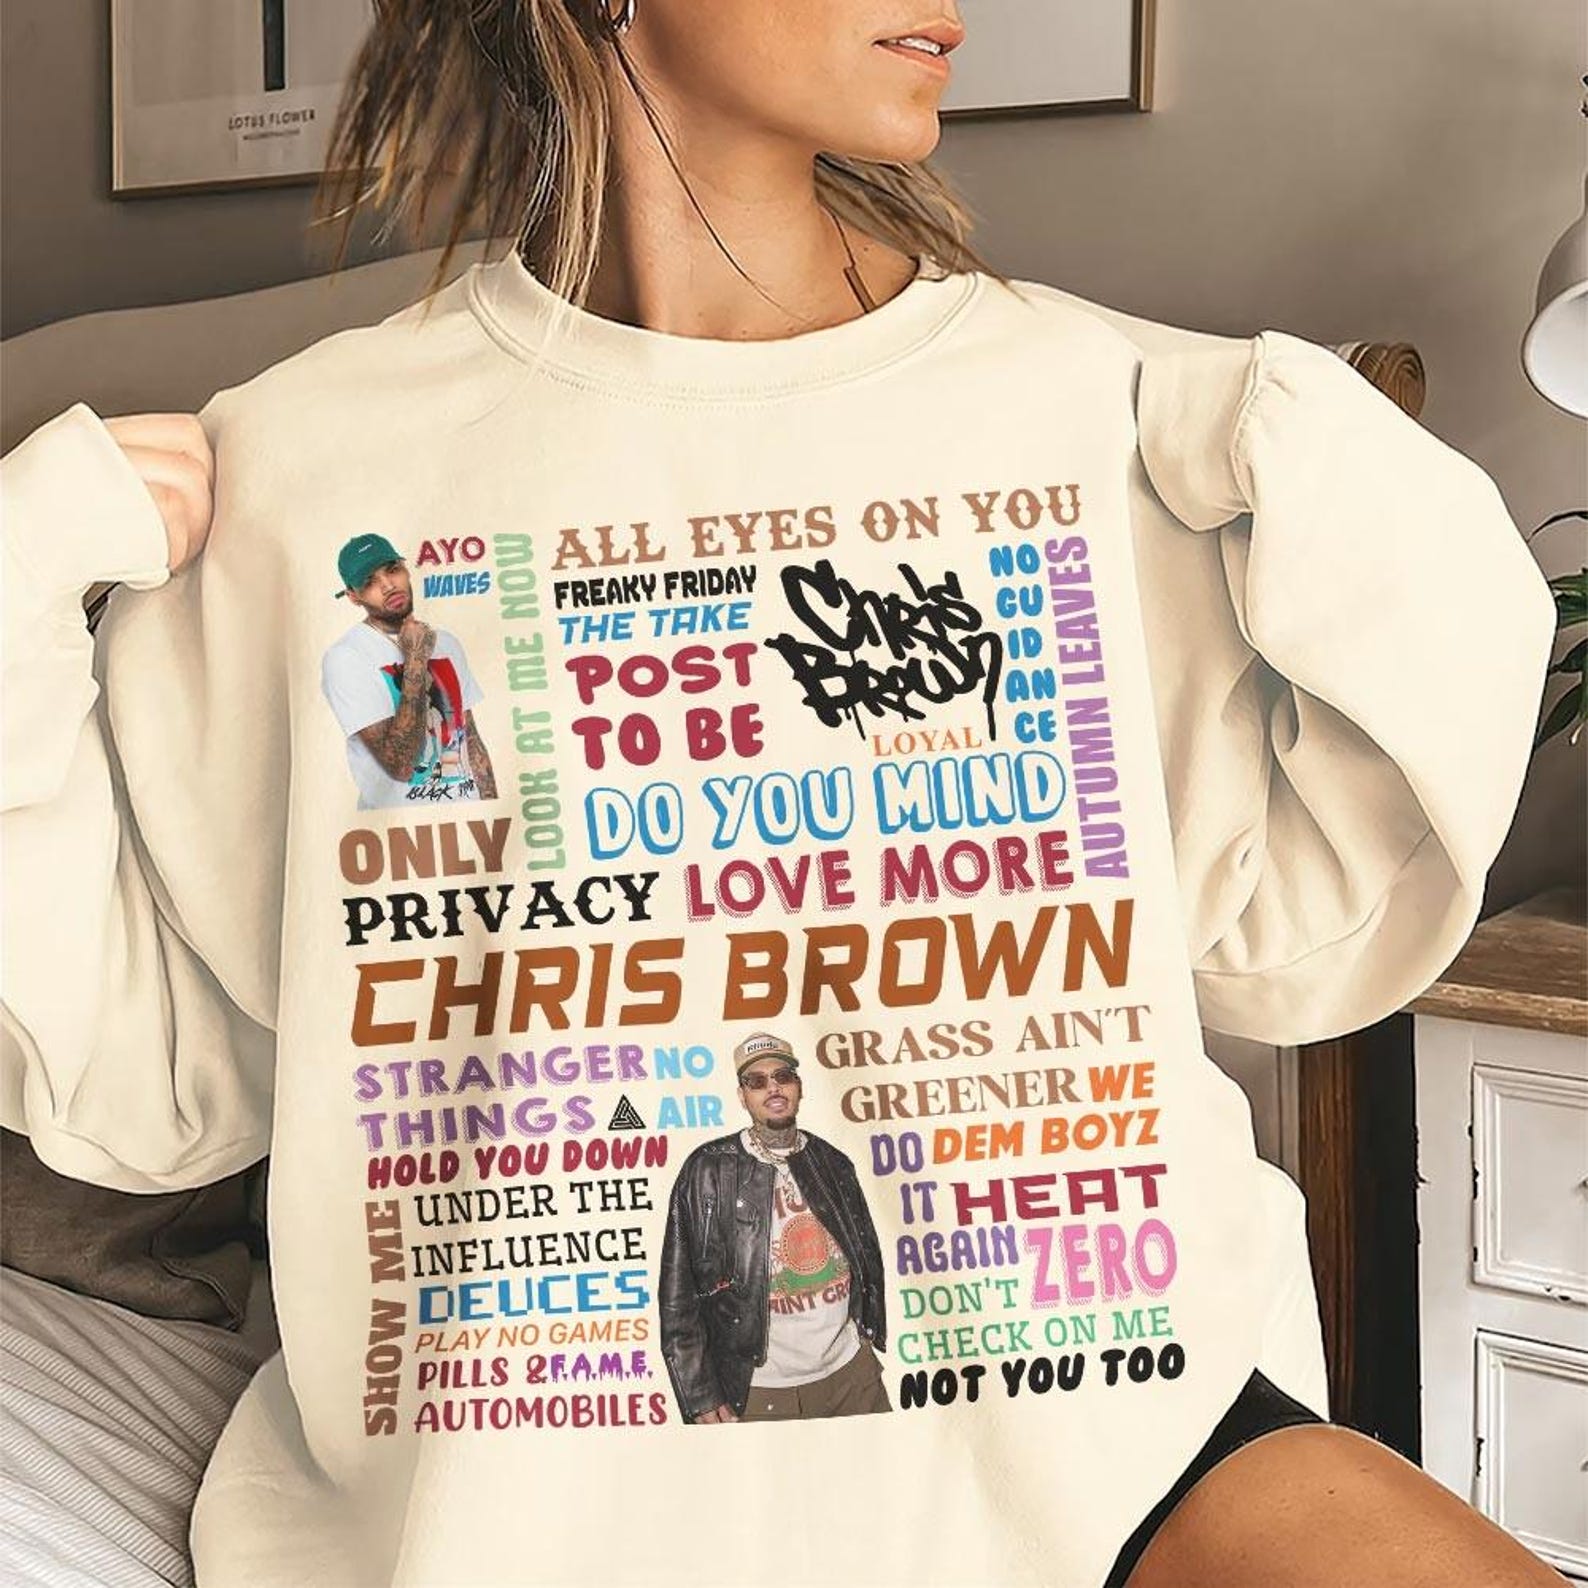 LOTUS FLOWER
ALL EYES ON YOU
AYO
WAVES
LOOK AT ME NOW
FREAKY FRIDAY
THE TAKE
POST
TO BE
Chris
Brown
LOYAL
NO
GU
ID
AN
CE
AUTUMN LEAVES
BLACK
DO YOU MIND
ONLY
PRIVACY
LOVE MORE
CHRIS BROWN
STRANGER
THINGS
NO
AIR
HOLD YOU DOWN
SHOW ME
UNDER THE
INFLUENCE
DEUCES
PLAY NO GAMES
PILLS &
AUTOMOBILES
F.A.M.E.
GRASS AIN'T
GREENER
WE
DEM BOYZ
DO
IT
AGAIN
HEAT
ZERO
DON'T
CHECK ON ME
NOT YOU TOO